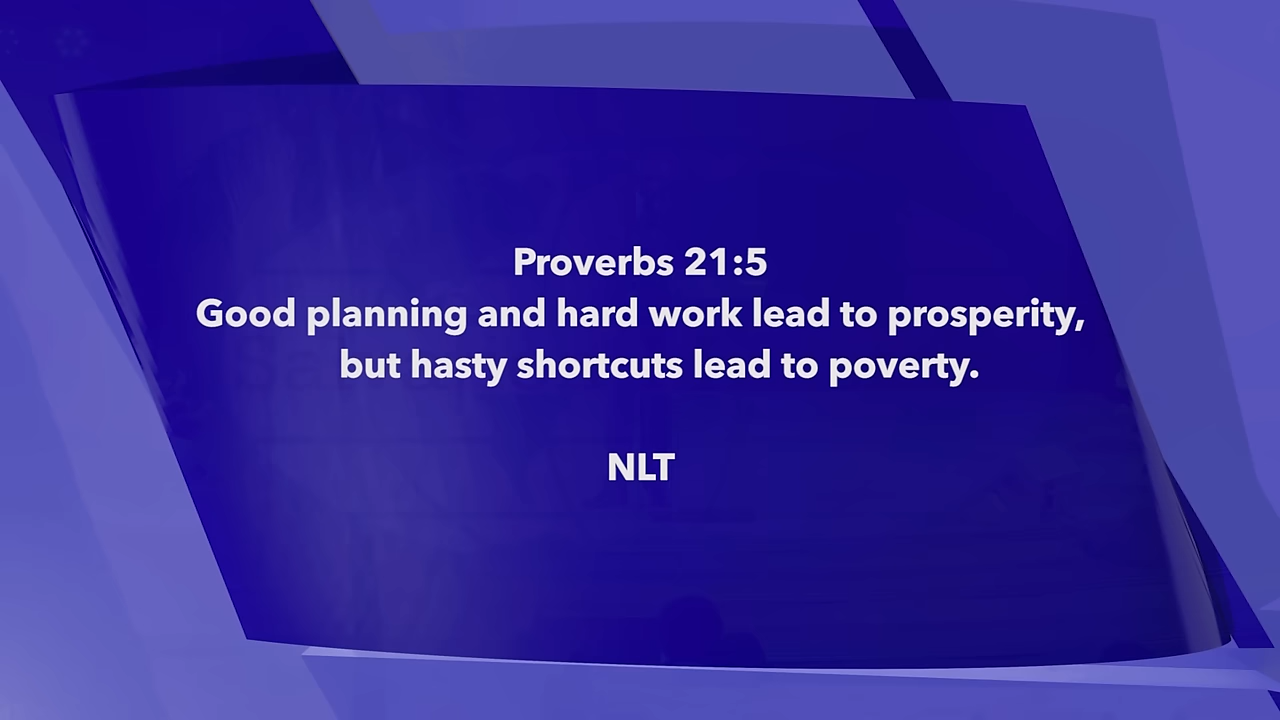 Proverbs 21:5
Good planning and hard work lead to prosperity,
but hasty shortcuts lead to poverty.
NLT